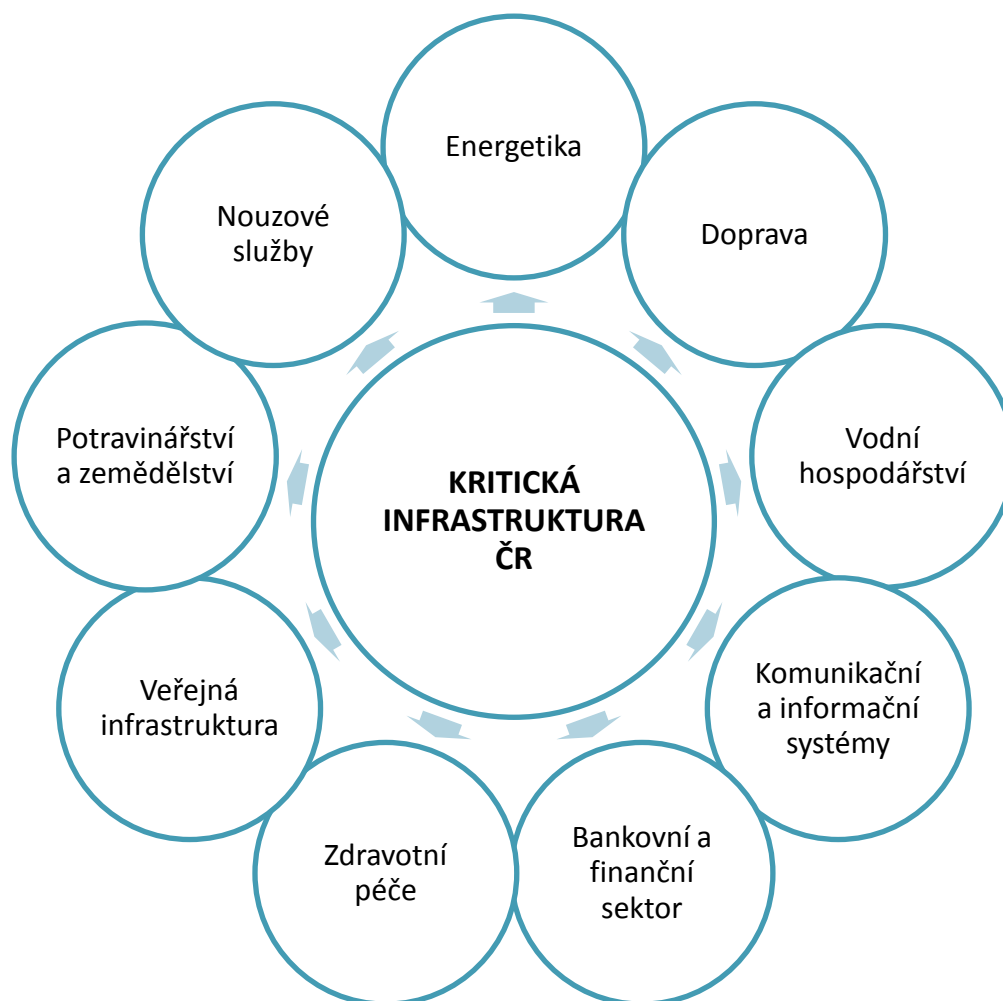 Energetika
Doprava
Vodní
hospodářství
Komunikační
a informační
systémy
Bankovní a
finanční
sektor
Zdravotní
péče
Veřejná
infrastruktura
Potravinářství
a zemědělství
Nouzové
služby
KRITICKÁ
INFRASTRUKTURA
ČR